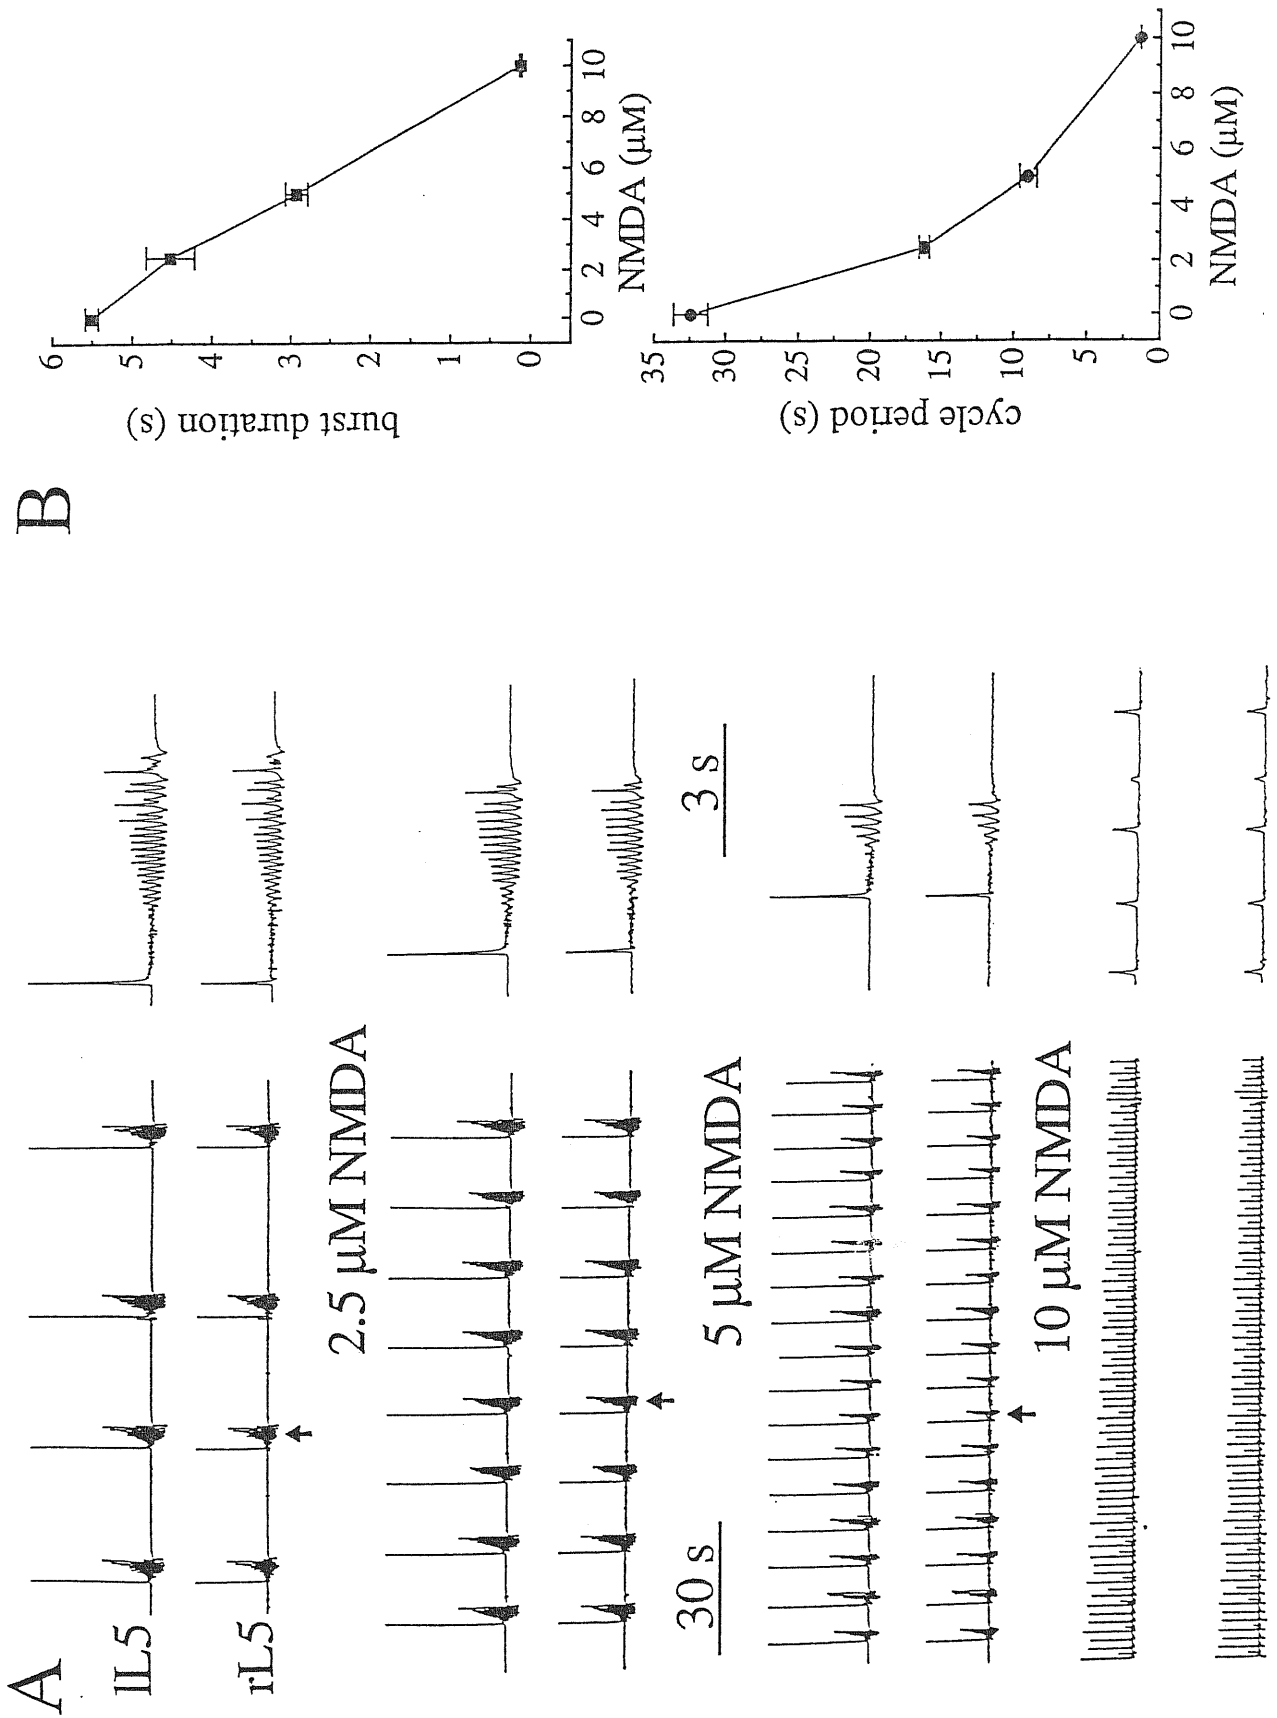 A
lL5
rL5
2.5 µM NMDA
30 s
3 s
5 µM NMDA
10 µM NMDA
B
burst duration (s)
6
5
4
3
2
1
0
0 2 4 6 8 10
NMDA (µM)
cycle period (s)
35
30
25
20
15
10
5
0
0 2 4 6 8 10
NMDA (µM)